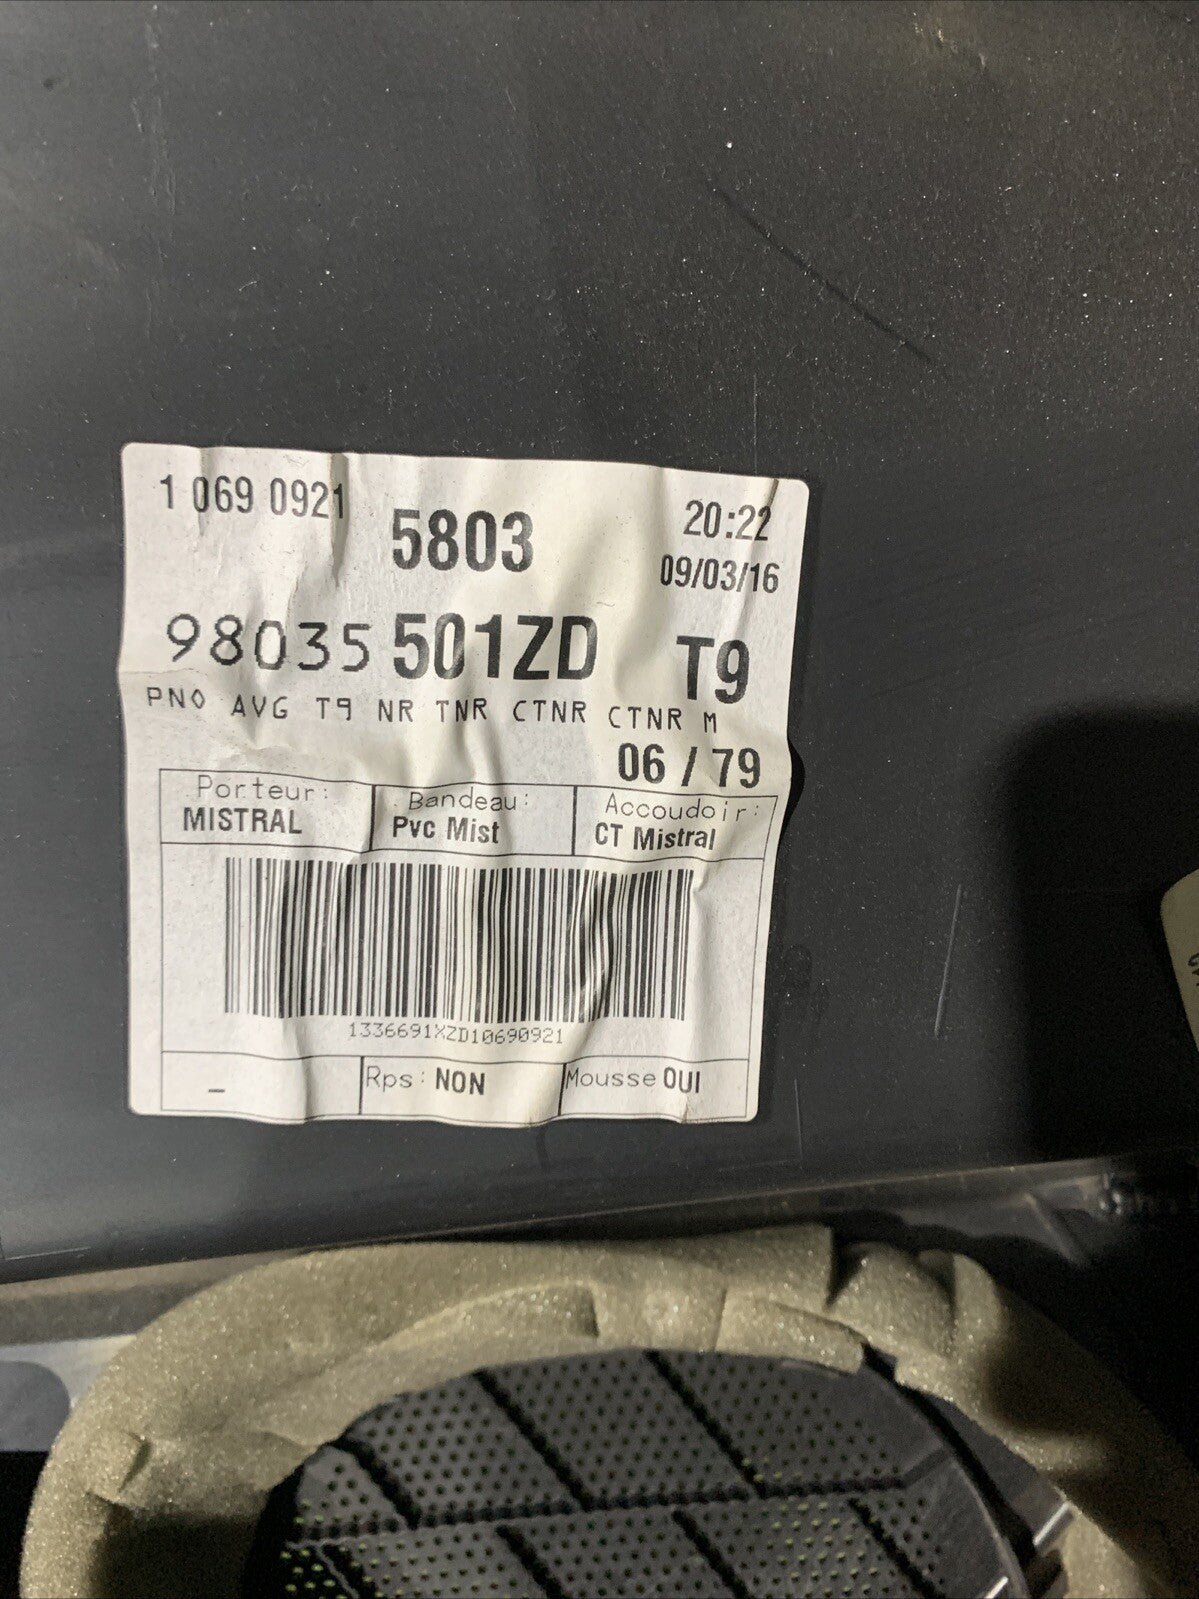 1 069 0921
5803
20:22
09/03/16
98035 501ZD T9
PNO AVG T9 NR TNR CTNR CTNR M
06 / 79
Porteur: Bandeau: Accoudoir:
MISTRAL Pvc Mist CT Mistral
1336691XZD10690921
– Rps: NON Mousse OUI